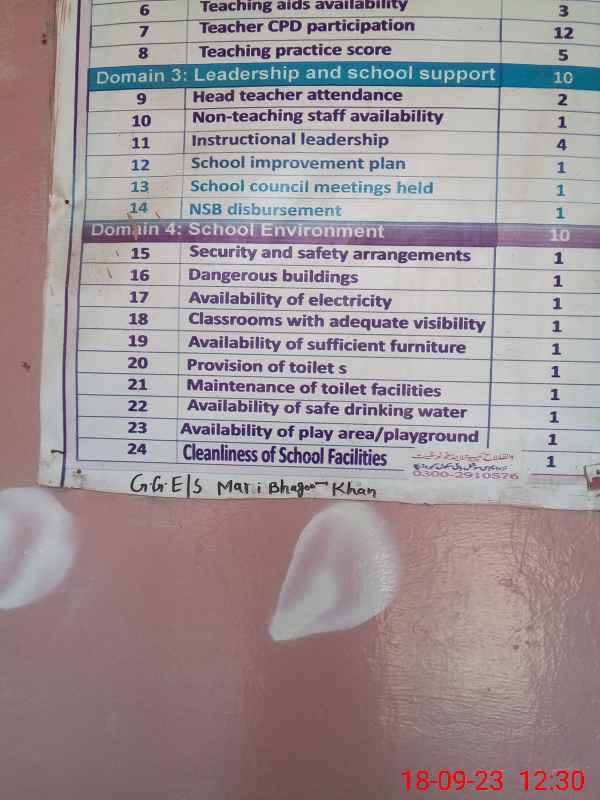 6 Teaching aids availability 3
7 Teacher CPD participation 12
8 Teaching practice score 5
Domain 3: Leadership and school support 10
9 Head teacher attendance 2
10 Non-teaching staff availability 1
11 Instructional leadership 4
12 School improvement plan 1
13 School council meetings held 1
14 NSB disbursement 1
Domain 4: School Environment 10
15 Security and safety arrangements 1
16 Dangerous buildings 1
17 Availability of electricity 1
18 Classrooms with adequate visibility 1
19 Availability of sufficient furniture 1
20 Provision of toilet s 1
21 Maintenance of toilet facilities 1
22 Availability of safe drinking water 1
23 Availability of play area/playground 1
24 Cleanliness of School Facilities 1
0300-2910576
G.G.E/S Mari Bhagoo Khan
18-09-23 12:30